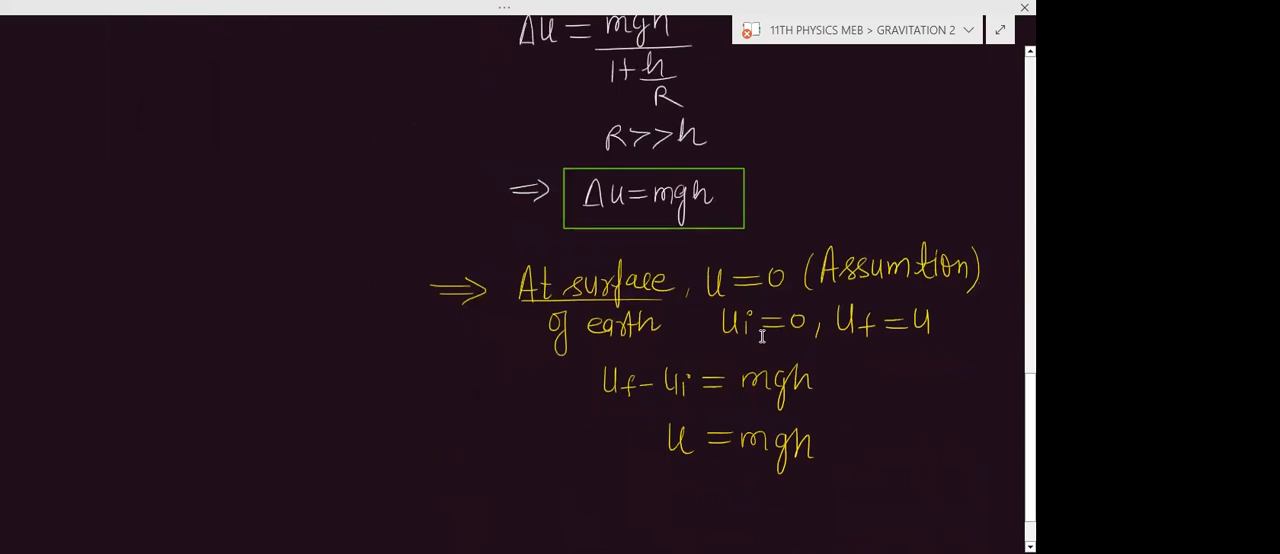 11TH PHYSICS MEB > GRAVITATION 2
Δu = mgh
1+ h
R
R>>h
⇒ Δu=mgh
⇒ At surface, u=0 (Assumtion)
of earth ui=0, uf=u
uf-ui = mgh
u = mgh